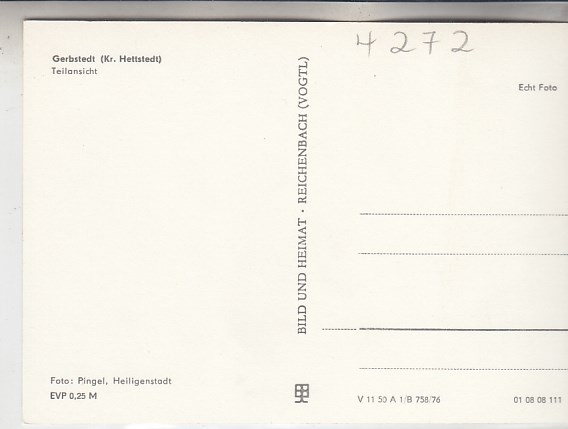 4272
Gerbstedt (Kr. Hettstedt)
Teilansicht
Echt Foto
BILD UND HEIMAT · REICHENBACH (VOGTL)
Foto: Pingel, Heiligenstadt
EVP 0,25 M
V 11 50 A 1/B 758/76
01 08 08 111